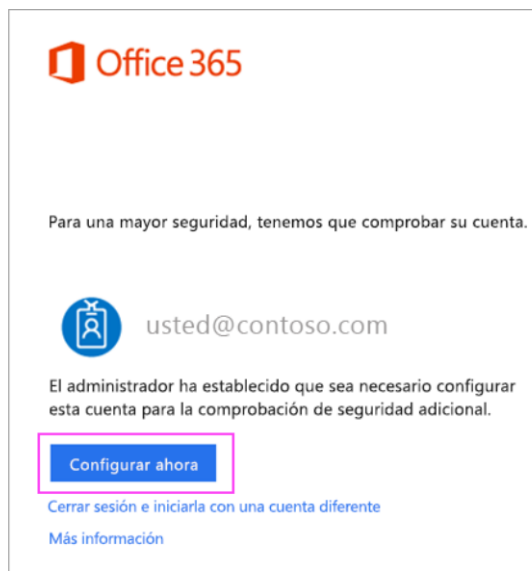 Office 365
Para una mayor seguridad, tenemos que comprobar su cuenta.
usted@contoso.com
El administrador ha establecido que sea necesario configurar
esta cuenta para la comprobación de seguridad adicional.
Configurar ahora
Cerrar sesión e iniciarla con una cuenta diferente
Más información